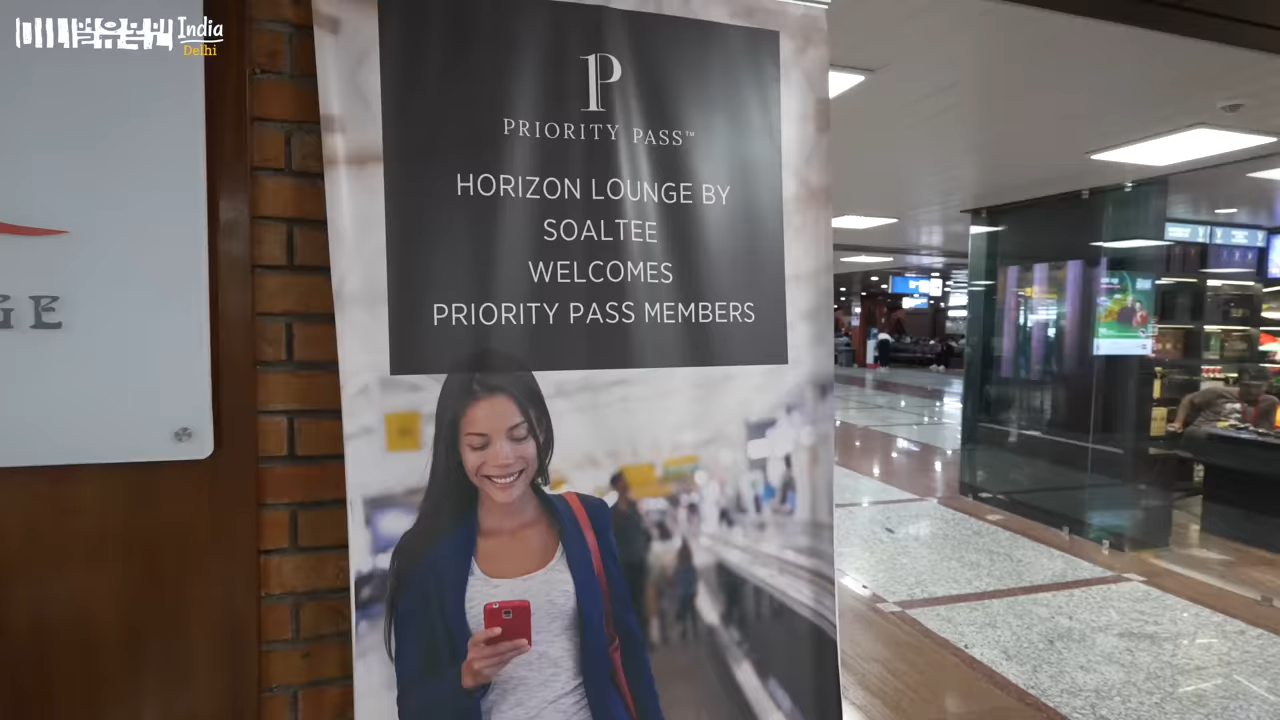 India
Delhi
PRIORITY PASS™
HORIZON LOUNGE BY
SOALTEE
WELCOMES
PRIORITY PASS MEMBERS
GE